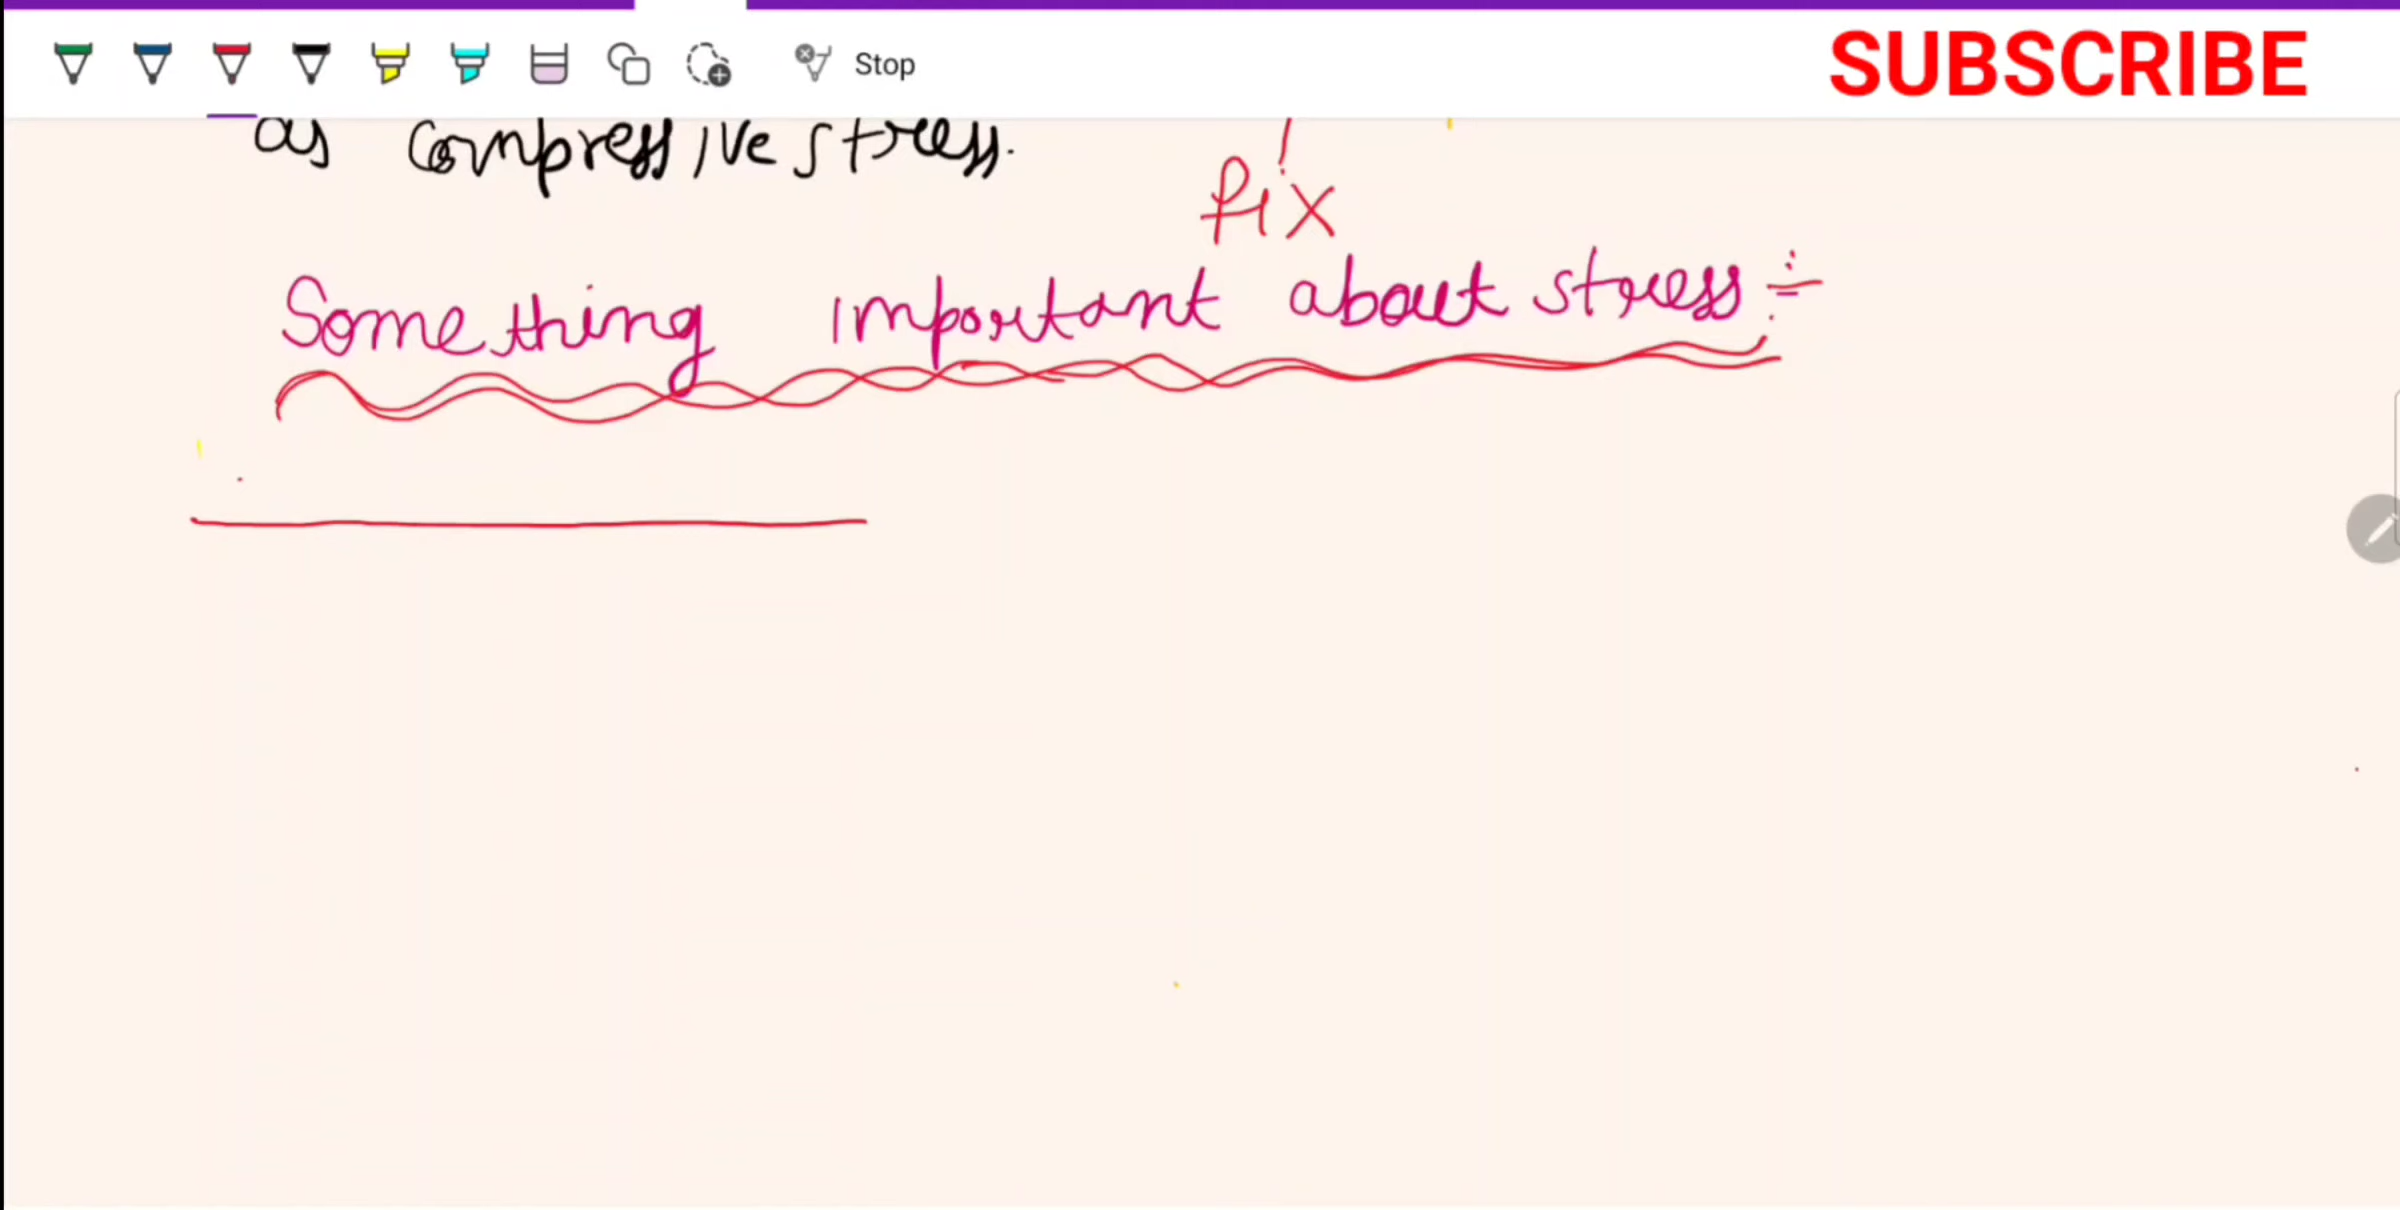 Stop
SUBSCRIBE
as compressive stress.
fix
Something important about stress :-